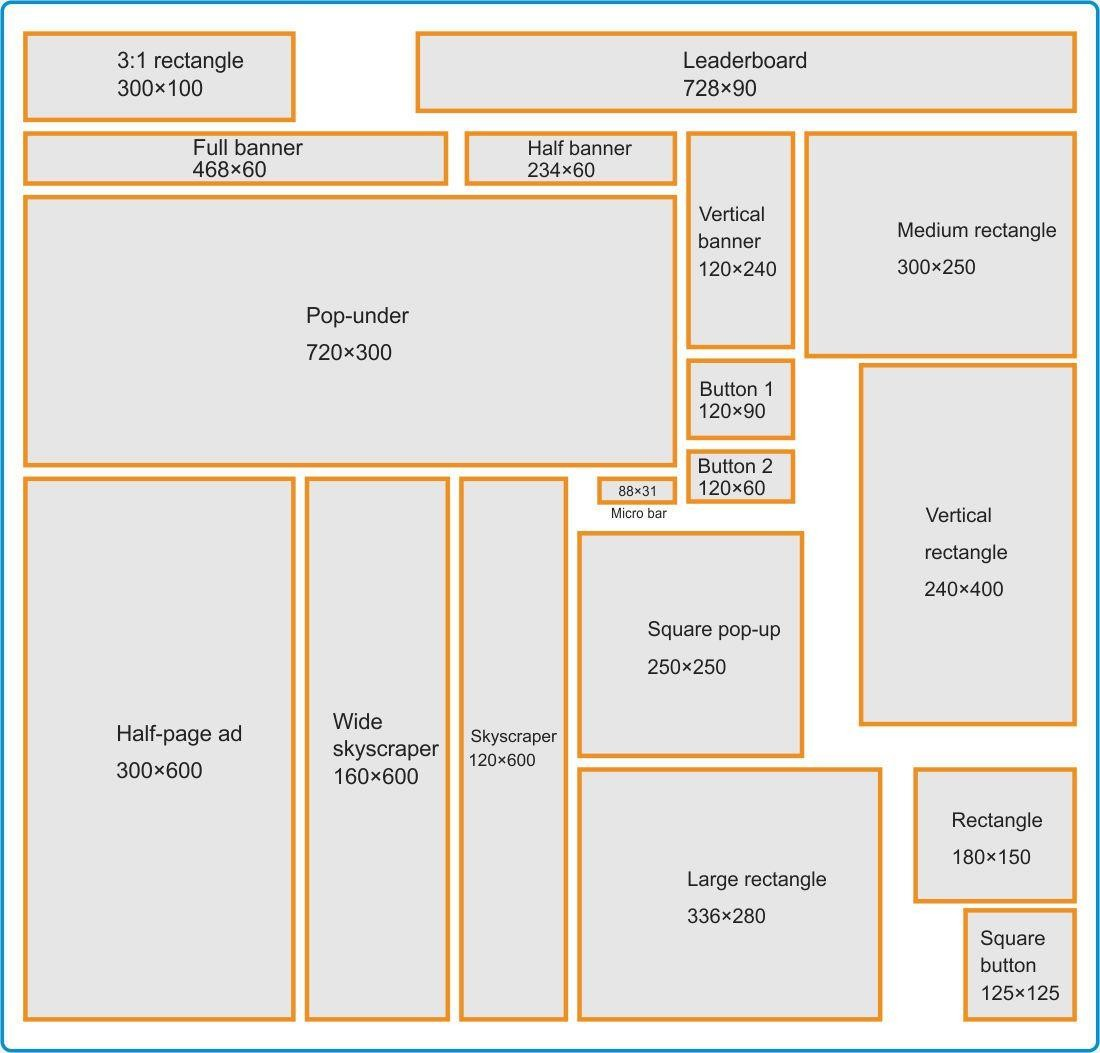 3:1 rectangle
300×100
Leaderboard
728×90
Full banner
468×60
Half banner
234×60
Vertical
banner
120×240
Medium rectangle
300×250
Pop-under
720×300
Button 1
120×90
Button 2
120×60
88×31
Micro bar
Vertical
rectangle
240×400
Square pop-up
250×250
Half-page ad
300×600
Wide
skyscraper
160×600
Skyscraper
120×600
Large rectangle
336×280
Rectangle
180×150
Square
button
125×125